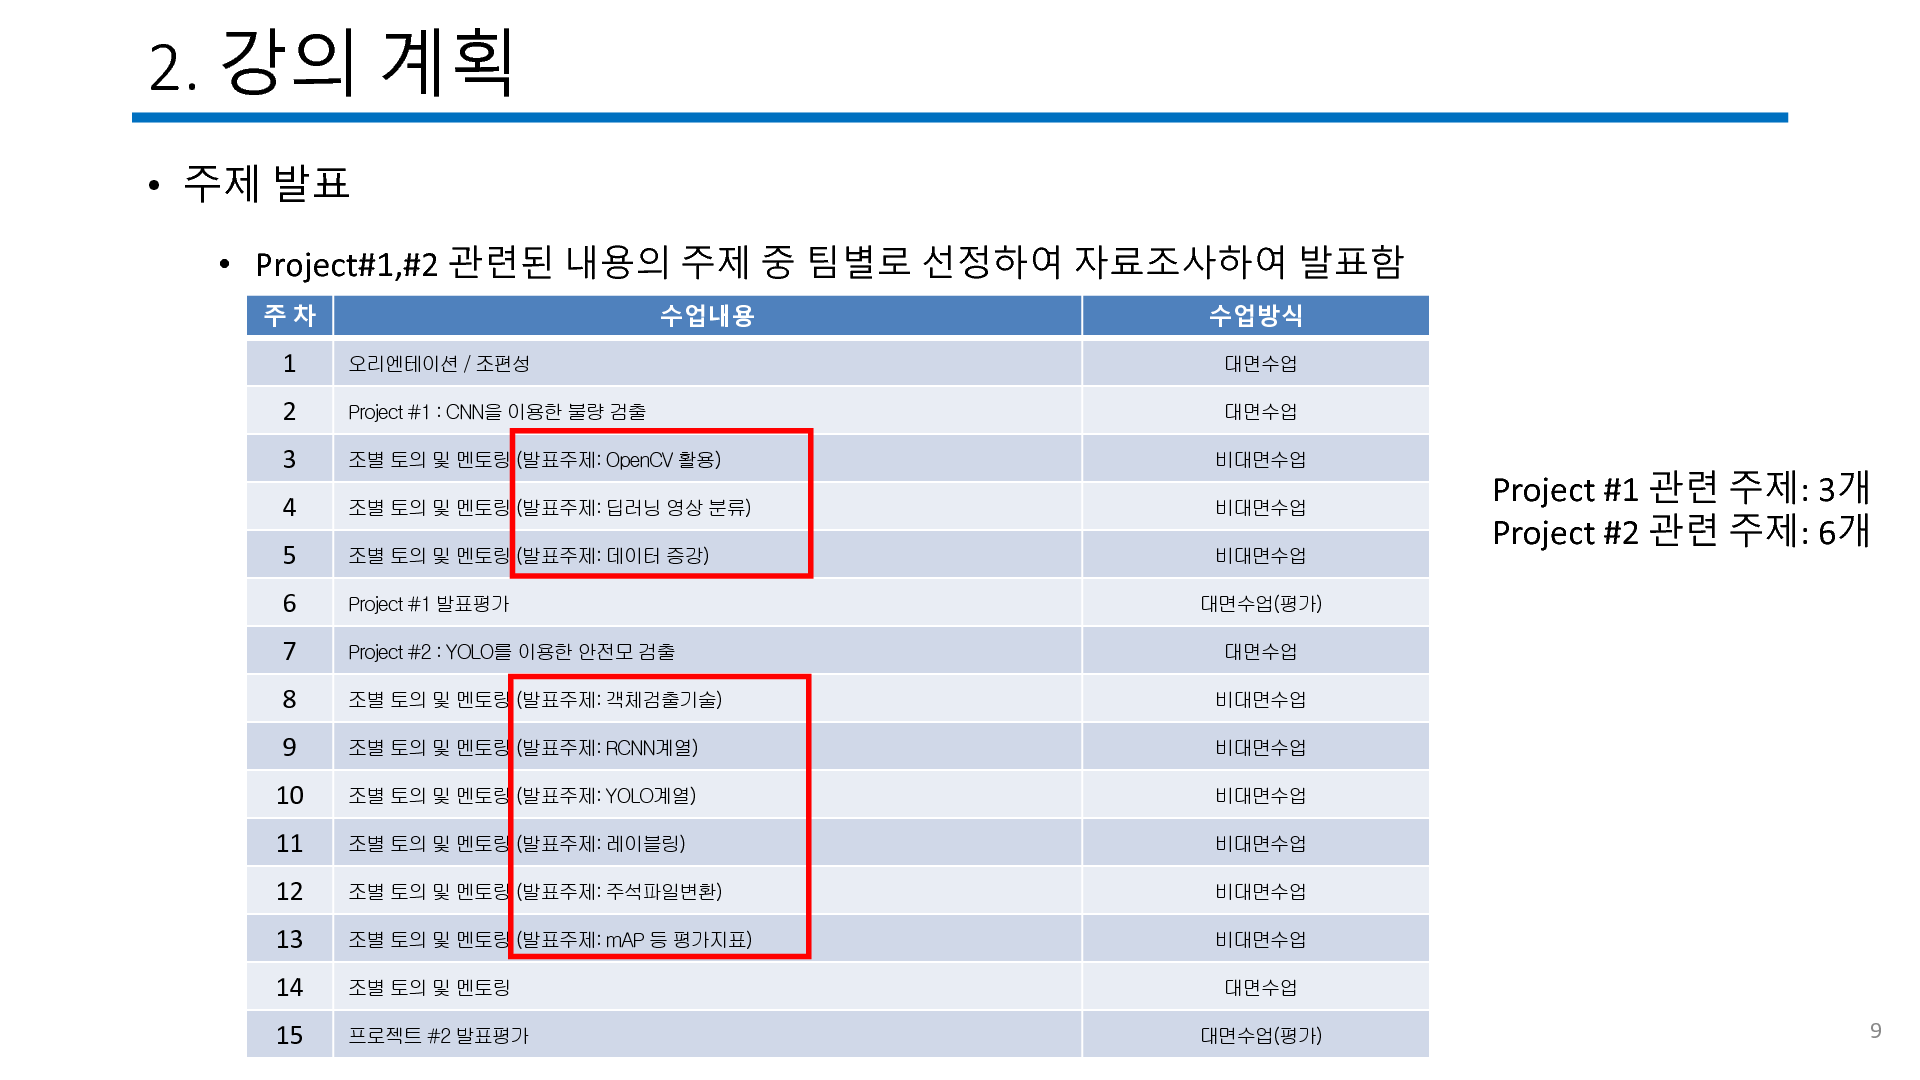 2. 강의 계획
• 주제 발표
• Project#1,#2 관련된 내용의 주제 중 팀별로 선정하여 자료조사하여 발표함
주 차 수업내용 수업방식
1 오리엔테이션 / 조편성 대면수업
2 Project #1 : CNN을 이용한 불량 검출 대면수업
3 조별 토의 및 멘토링 (발표주제: OpenCV 활용) 비대면수업
4 조별 토의 및 멘토링 (발표주제: 딥러닝 영상 분류) 비대면수업
5 조별 토의 및 멘토링 (발표주제: 데이터 증강) 비대면수업
6 Project #1 발표평가 대면수업(평가)
7 Project #2 : YOLO를 이용한 안전모 검출 대면수업
8 조별 토의 및 멘토링 (발표주제: 객체검출기술) 비대면수업
9 조별 토의 및 멘토링 (발표주제: RCNN계열) 비대면수업
10 조별 토의 및 멘토링 (발표주제: YOLO계열) 비대면수업
11 조별 토의 및 멘토링 (발표주제: 레이블링) 비대면수업
12 조별 토의 및 멘토링 (발표주제: 주석파일변환) 비대면수업
13 조별 토의 및 멘토링 (발표주제: mAP 등 평가지표) 비대면수업
14 조별 토의 및 멘토링 대면수업
15 프로젝트 #2 발표평가 대면수업(평가)
Project #1 관련 주제: 3개
Project #2 관련 주제: 6개
9